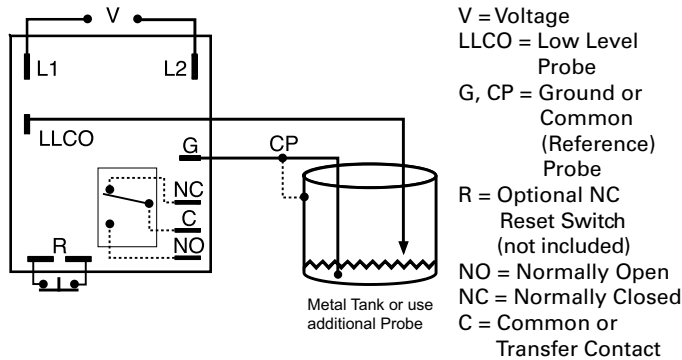 V
L1
L2
LLCO
G
CP
NC
C
NO
R
Metal Tank or use
additional Probe
V = Voltage
LLCO = Low Level
Probe
G, CP = Ground or
Common
(Reference)
Probe
R = Optional NC
Reset Switch
(not included)
NO = Normally Open
NC = Normally Closed
C = Common or
Transfer Contact